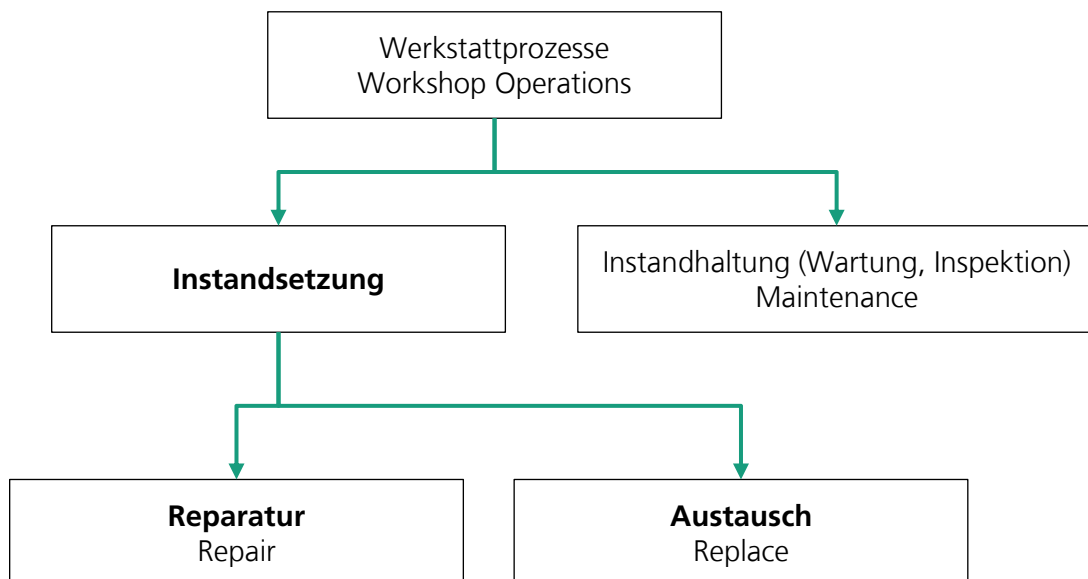 Werkstattprozesse
Workshop Operations
Instandsetzung
Instandhaltung (Wartung, Inspektion)
Maintenance
Reparatur
Repair
Austausch
Replace